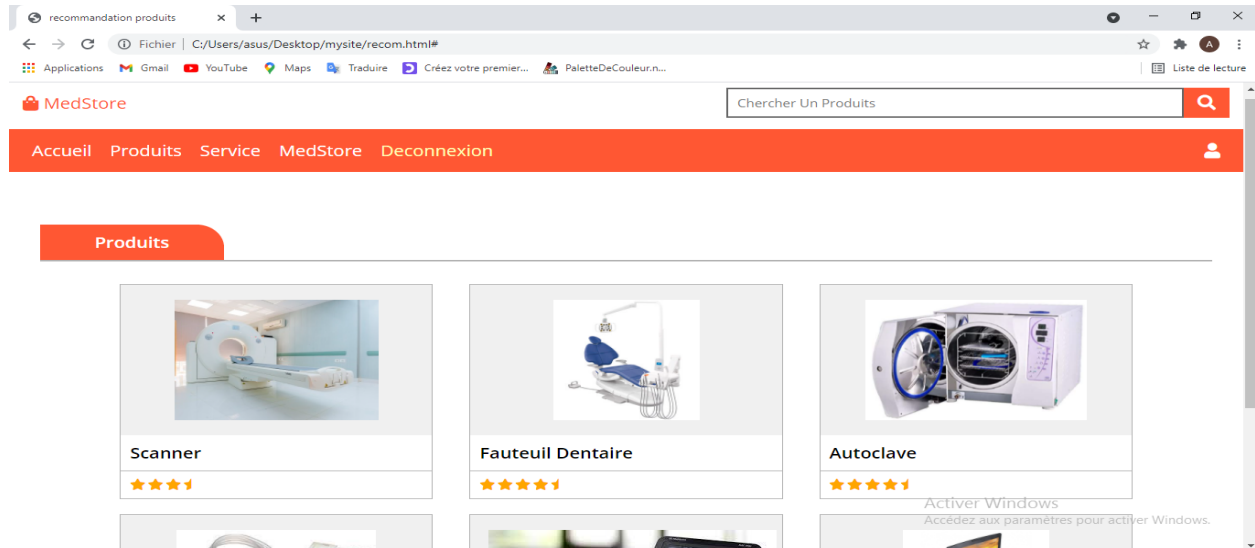 recommandation produits
Fichier C:/Users/asus/Desktop/mysite/recom.html#
A
Applications Gmail YouTube Maps Traduire Créez votre premier... PaletteDeCouleur.n... Liste de lecture
MedStore
Chercher Un Produits
Accueil Produits Service MedStore Deconnexion
Produits
Scanner Fauteuil Dentaire Autoclave
Activer Windows
Accédez aux paramètres pour activer Windows.